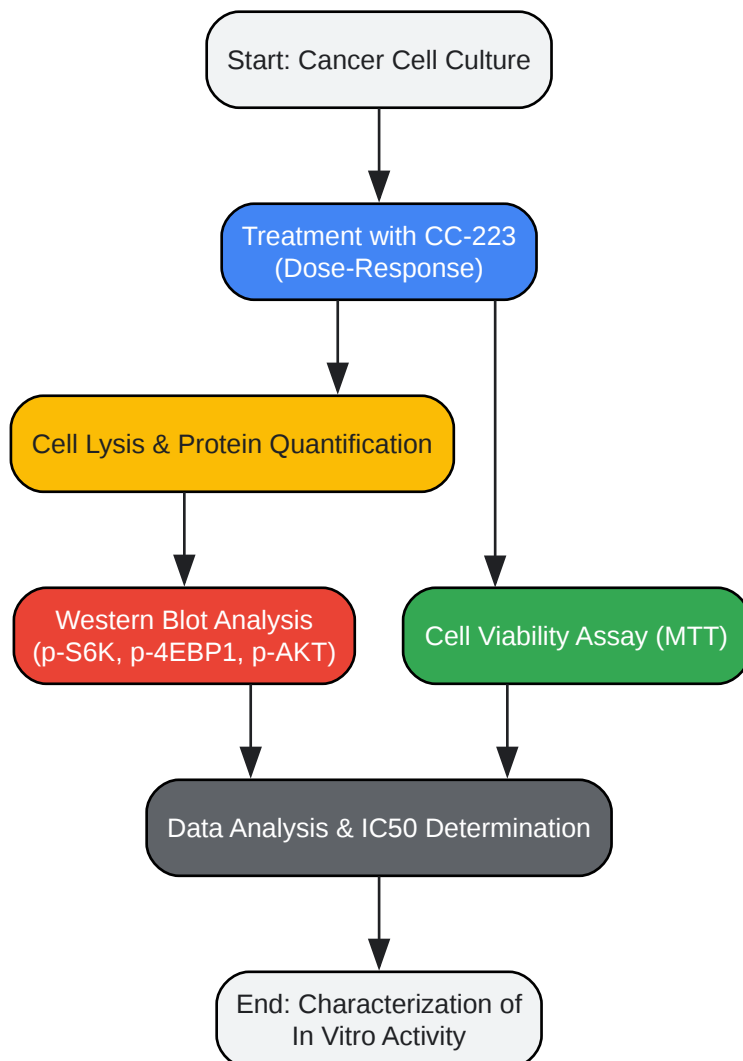 Start: Cancer Cell Culture
Treatment with CC-223
(Dose-Response)
Cell Lysis & Protein Quantification
Western Blot Analysis
(p-S6K, p-4EBP1, p-AKT)
Cell Viability Assay (MTT)
Data Analysis & IC50 Determination
End: Characterization of
In Vitro Activity